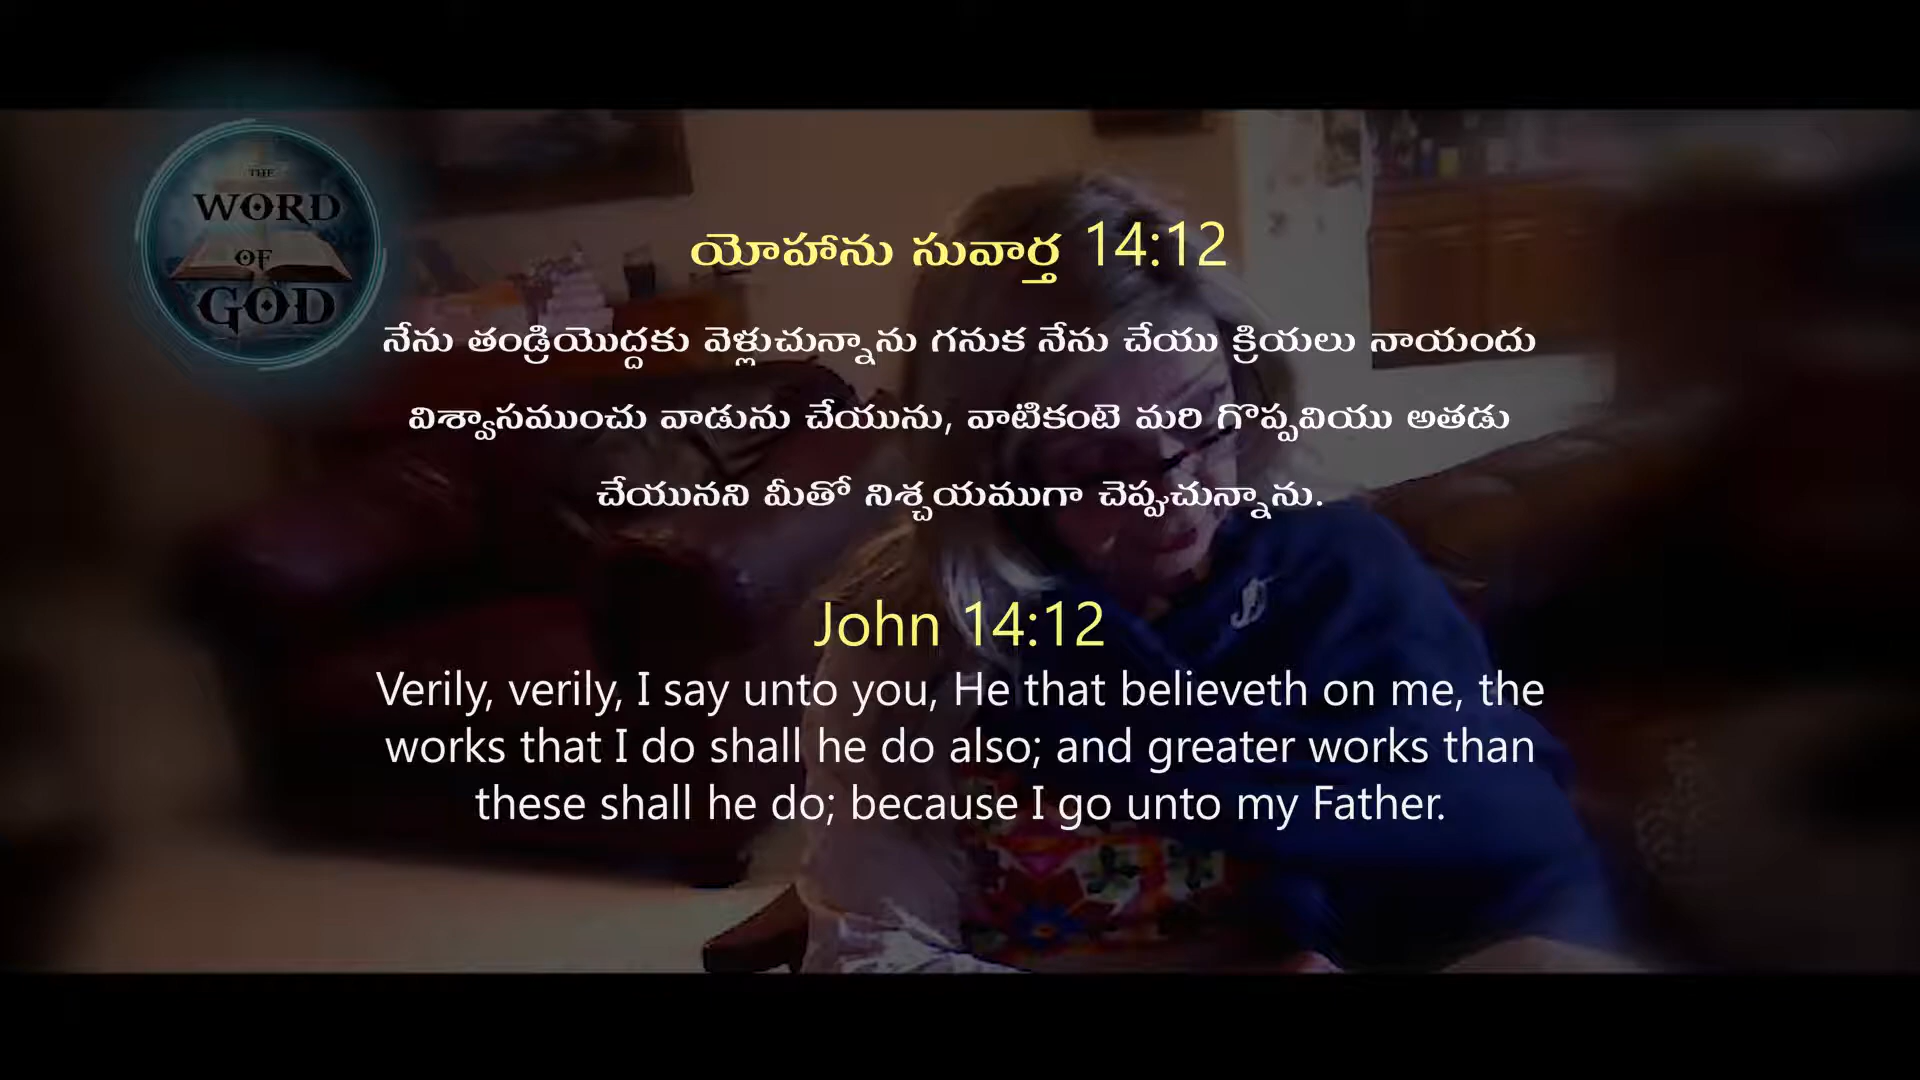 THE
WORD
OF
GOD
యోహాను సువార్త 14:12
నేను తండ్రియొద్దకు వెళ్లుచున్నాను గనుక నేను చేయు క్రియలు నాయందు
విశ్వాసముంచు వాడును చేయును, వాటికంటె మరి గొప్పవియు అతడు
చేయునని మీతో నిశ్చయముగా చెప్పుచున్నాను.
John 14:12
Verily, verily, I say unto you, He that believeth on me, the
works that I do shall he do also; and greater works than
these shall he do; because I go unto my Father.